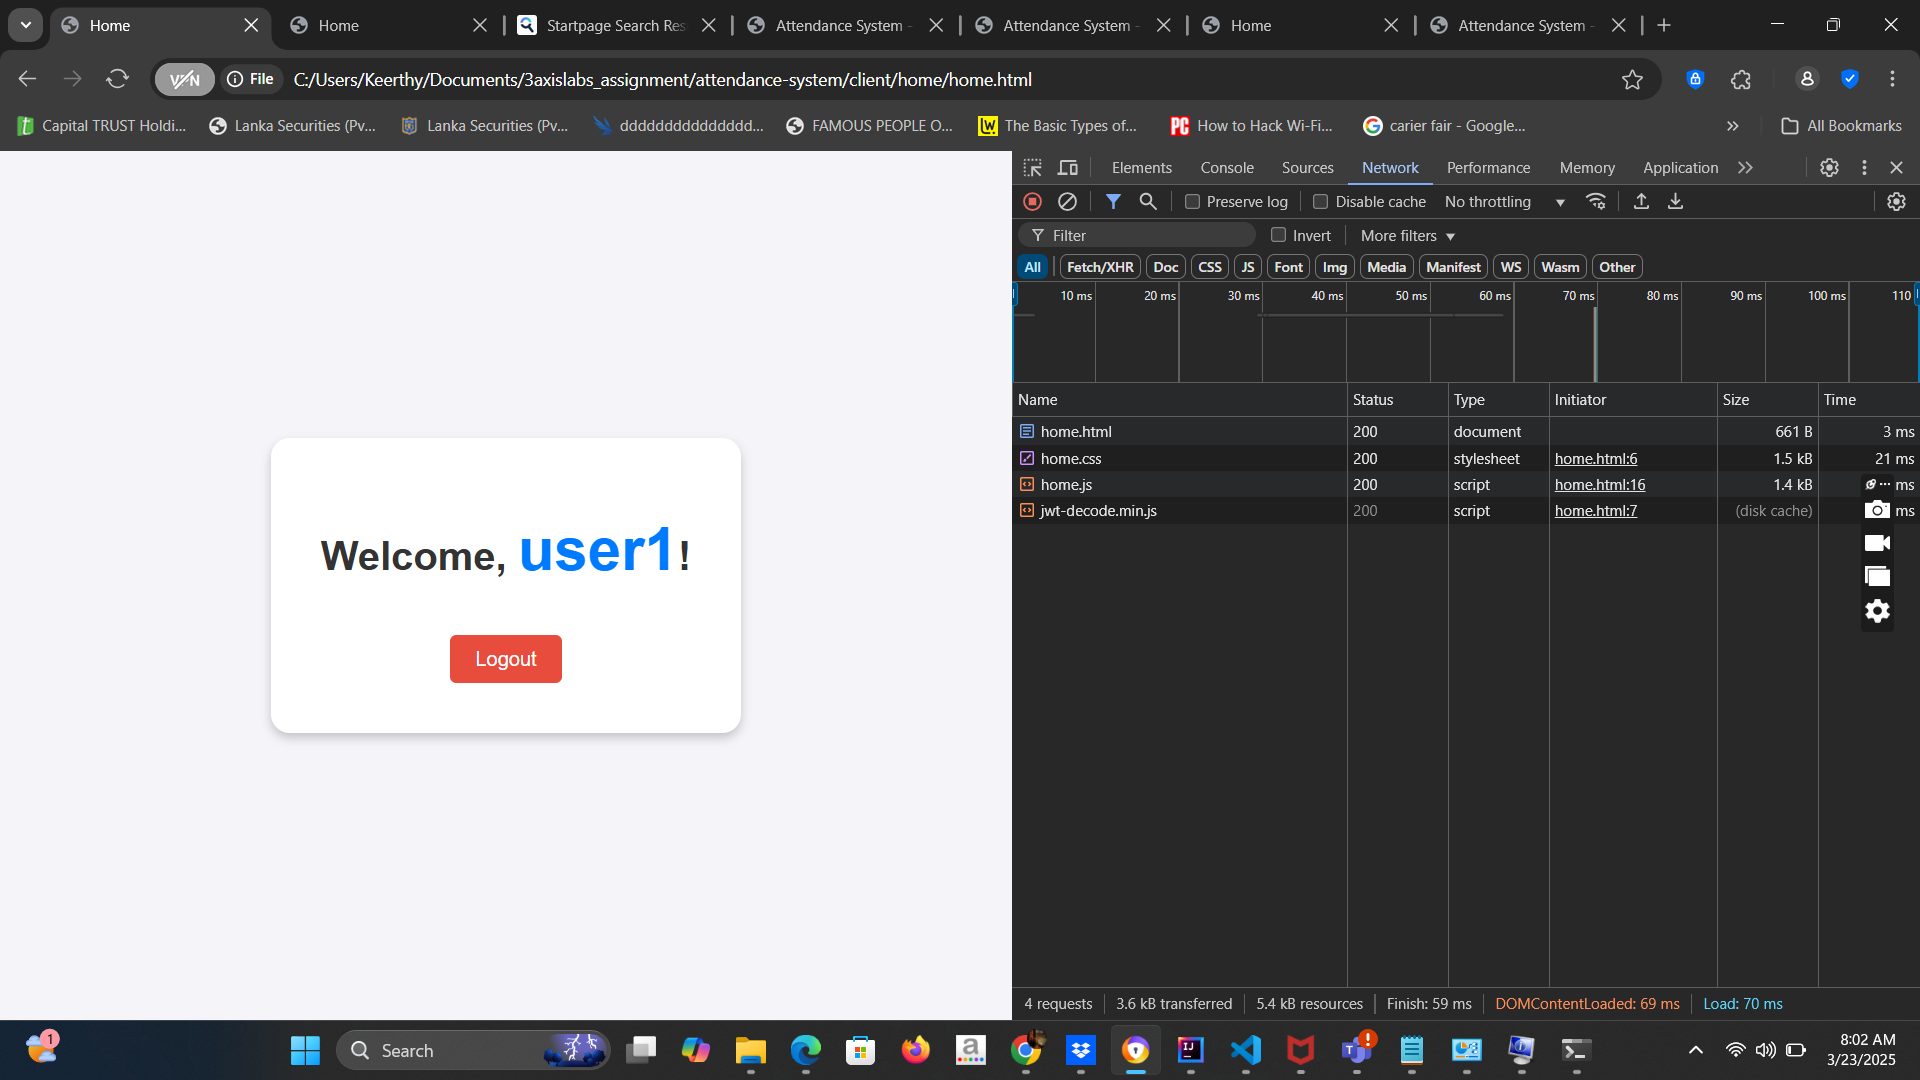 Home
Home
Startpage Search Res
Attendance System -
Attendance System -
Home
Attendance System -
VPN
File
C:/Users/Keerthy/Documents/3axislabs_assignment/attendance-system/client/home/home.html
Capital TRUST Holdi...
Lanka Securities (Pv...
Lanka Securities (Pv...
ddddddddddddddd...
FAMOUS PEOPLE O...
The Basic Types of...
How to Hack Wi-Fi...
carier fair - Google...
» All Bookmarks
Elements Console Sources Network Performance Memory Application »
Preserve log Disable cache No throttling
Filter Invert More filters
All Fetch/XHR Doc CSS JS Font Img Media Manifest WS Wasm Other
10 ms 20 ms 30 ms 40 ms 50 ms 60 ms 70 ms 80 ms 90 ms 100 ms 110
Name Status Type Initiator Size Time
home.html 200 document 661 B 3 ms
home.css 200 stylesheet home.html:6 1.5 kB 21 ms
home.js 200 script home.html:16 1.4 kB ms
jwt-decode.min.js 200 script home.html:7 (disk cache) ms
Welcome, user1!
Logout
4 requests 3.6 kB transferred 5.4 kB resources Finish: 59 ms DOMContentLoaded: 69 ms Load: 70 ms
1
Search
8:02 AM
3/23/2025